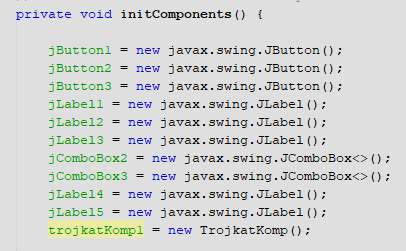 private void initComponents() {
jButton1 = new javax.swing.JButton();
jButton2 = new javax.swing.JButton();
jButton3 = new javax.swing.JButton();
jLabel1 = new javax.swing.JLabel();
jLabel2 = new javax.swing.JLabel();
jLabel3 = new javax.swing.JLabel();
jComboBox2 = new javax.swing.JComboBox<>();
jComboBox3 = new javax.swing.JComboBox<>();
jLabel4 = new javax.swing.JLabel();
jLabel5 = new javax.swing.JLabel();
trojkatKomp1 = new TrojkatKomp();